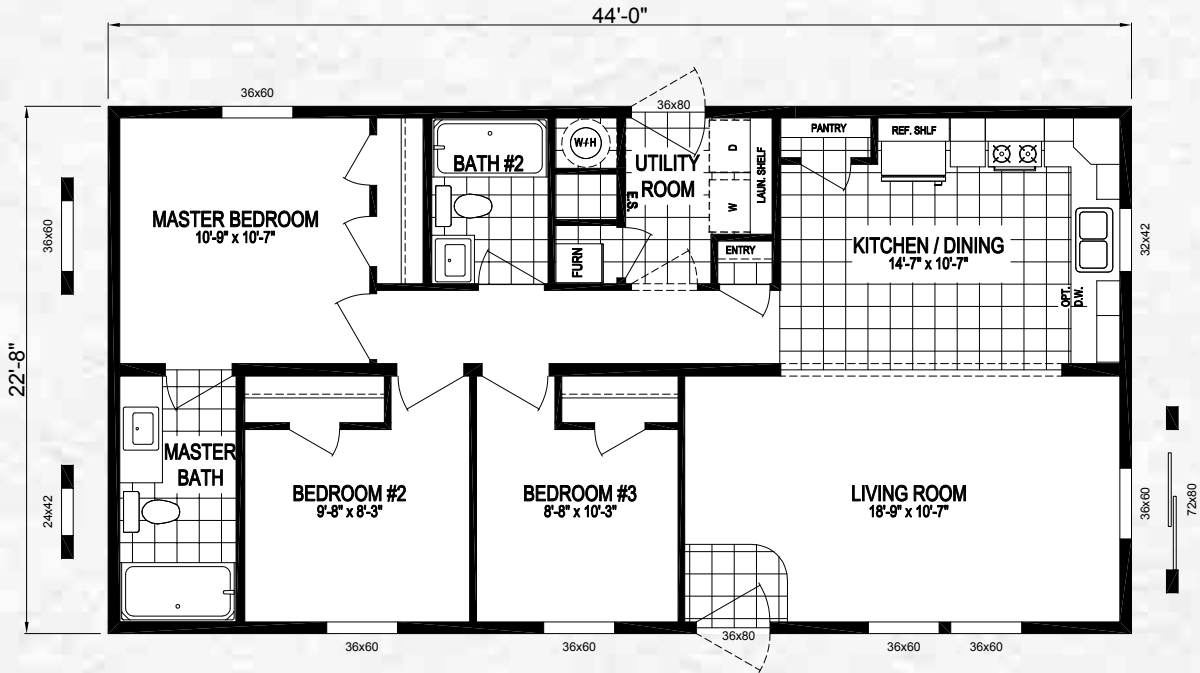 44'-0"
36x60
36x80
W/H
BATH #2
UTILITY
ROOM
E.S.
D
W
LAUN. SHELF
PANTRY
REF. SHLF
MASTER BEDROOM
10'-9" x 10'-7"
36x60
FURN
ENTRY
KITCHEN / DINING
14'-7" x 10'-7"
32x42
OPT.
D.W.
22'-8"
MASTER
BATH
24x42
BEDROOM #2
9'-8" x 8'-3"
BEDROOM #3
8'-8" x 10'-3"
LIVING ROOM
18'-9" x 10'-7"
36x60
72x80
36x80
36x60
36x60
36x60
36x60